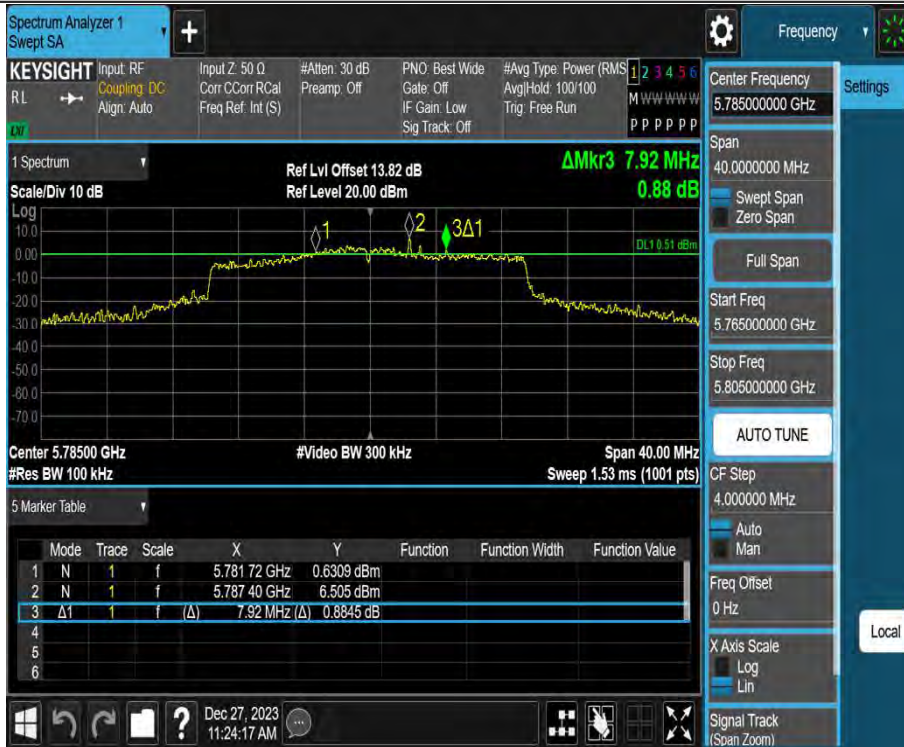 Spectrum Analyzer 1
Swept SA
+
Frequency
KEYSIGHT
RL
LXI
Input: RF
Coupling: DC
Align: Auto
Input Z: 50 Ω
Corr CCorr RCal
Freq Ref: Int (S)
#Atten: 30 dB
Preamp: Off
PNO: Best Wide
Gate: Off
IF Gain: Low
Sig Track: Off
#Avg Type: Power (RMS
Avg|Hold: 100/100
Trig: Free Run
1 2 3 4 5 6
M W W W W W
P P P P P P
1 Spectrum
Scale/Div 10 dB
Ref Lvl Offset 13.82 dB
Ref Level 20.00 dBm
ΔMkr3 7.92 MHz
0.88 dB
Log
10.0
0.00
-10.0
-20.0
-30.0
-40.0
-50.0
-60.0
-70.0
1
2
3Δ1
DL1 0.51 dBm
Center 5.78500 GHz
#Video BW 300 kHz
Span 40.00 MHz
#Res BW 100 kHz
Sweep 1.53 ms (1001 pts)
5 Marker Table
Mode Trace Scale X Y Function Function Width Function Value
1 N 1 f 5.781 72 GHz 0.6309 dBm
2 N 1 f 5.787 40 GHz 6.505 dBm
3 Δ1 1 f (Δ) 7.92 MHz (Δ) 0.8845 dB
4
5
6
?
Dec 27, 2023
11:24:17 AM
Center Frequency
5.785000000 GHz
Span
40.0000000 MHz
Swept Span
Zero Span
Full Span
Start Freq
5.765000000 GHz
Stop Freq
5.805000000 GHz
AUTO TUNE
CF Step
4.000000 MHz
Auto
Man
Freq Offset
0 Hz
X Axis Scale
Log
Lin
Signal Track
(Span Zoom)
Settings
Local